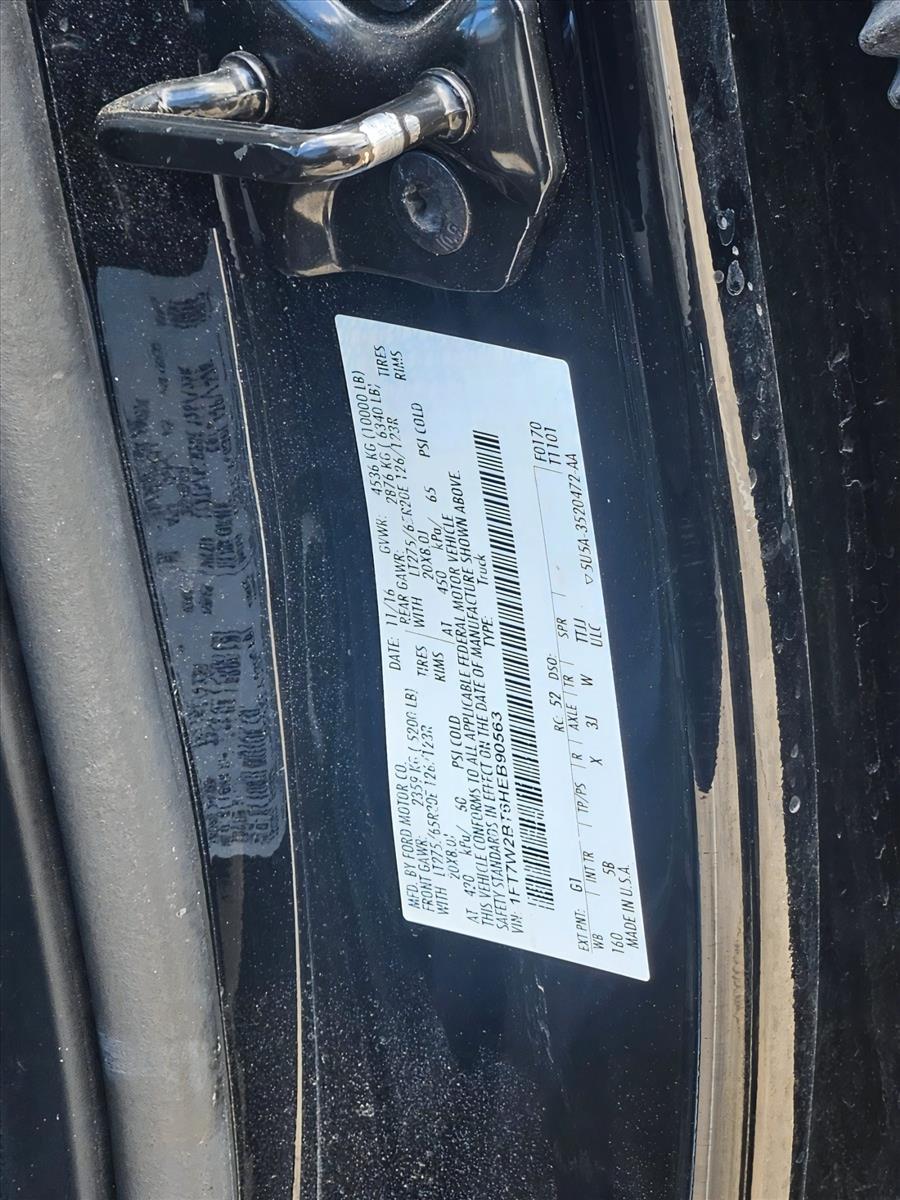 MFD. BY FORD MOTOR CO.
DATE: 11/16 GVWR: 4536 KG (10000 LB)
FRONT GAWR: 2359 KG ( 5200 LB) REAR GAWR: 2876 KG ( 6340 LB)
WITH LT275/65R20E 126/123R TIRES WITH LT275/65R20E 126/123R TIRES
20X8.0J RIMS 20X8.0J RIMS
AT 420 kPa/ 60 PSI COLD AT 450 kPa/ 65 PSI COLD
THIS VEHICLE CONFORMS TO ALL APPLICABLE FEDERAL MOTOR VEHICLE
SAFETY STANDARDS IN EFFECT ON THE DATE OF MANUFACTURE SHOWN ABOVE.
VIN: 1FT7W2BT6HEB90563 TYPE: Truck
F0170
T1101
EXT PNT: G1 RC: 52 DSO:
WB INT TR TP/PS R AXLE TR SPR
160 5B X 3J W TTJJ
MADE IN U.S.A. ULC
▽5U5A-3520472-AA
108